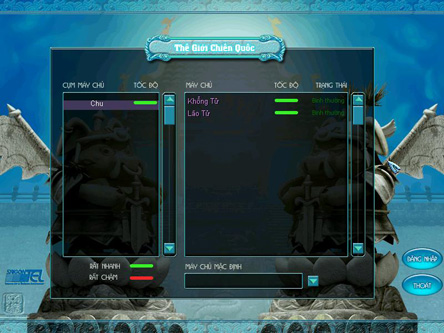 Thế Giới Chiến Quốc
CỤM MÁY CHỦ TỐC ĐỘ
MÁY CHỦ TỐC ĐỘ TRẠNG THÁI
Chu
Khổng Tử Bình thường
Lão Tử Bình thường
RẤT NHANH
RẤT CHẬM
MÁY CHỦ MẶC ĐỊNH
ĐĂNG NHẬP
THOÁT